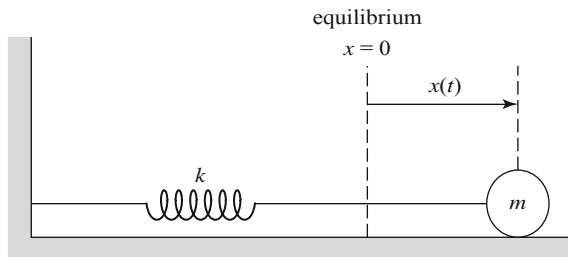 equilibrium
x = 0
x(t)
k
m